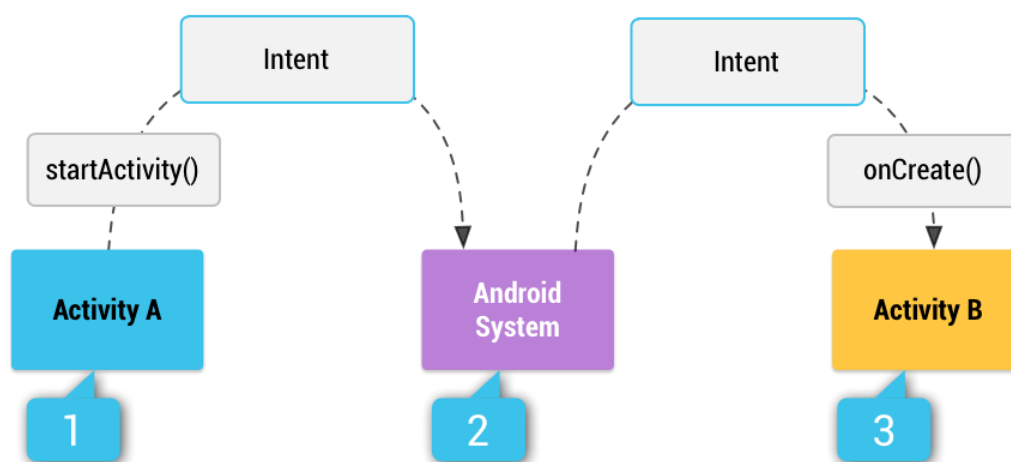 Intent
Intent
startActivity()
onCreate()
Activity A
Android
System
Activity B
1
2
3